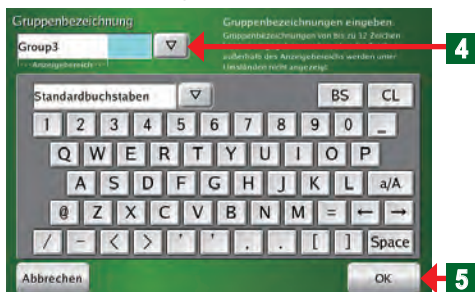 Gruppenbezeichnung
Gruppenbezeichnungen eingeben.
Gruppenbezeichnungen von bis zu 12 Zeichen
Group3
außerhalb des Anzeigebereichs werden unter
Anzeigebereich
Umständen nicht angezeigt.
4
Standardbuchstaben BS CL
1 2 3 4 5 6 7 8 9 0 _
Q W E R T Y U I O P
A S D F G H J K L a/A
@ Z X C V B N M = ← →
/ - < > ' ' . . [ ] Space
Abbrechen OK
5